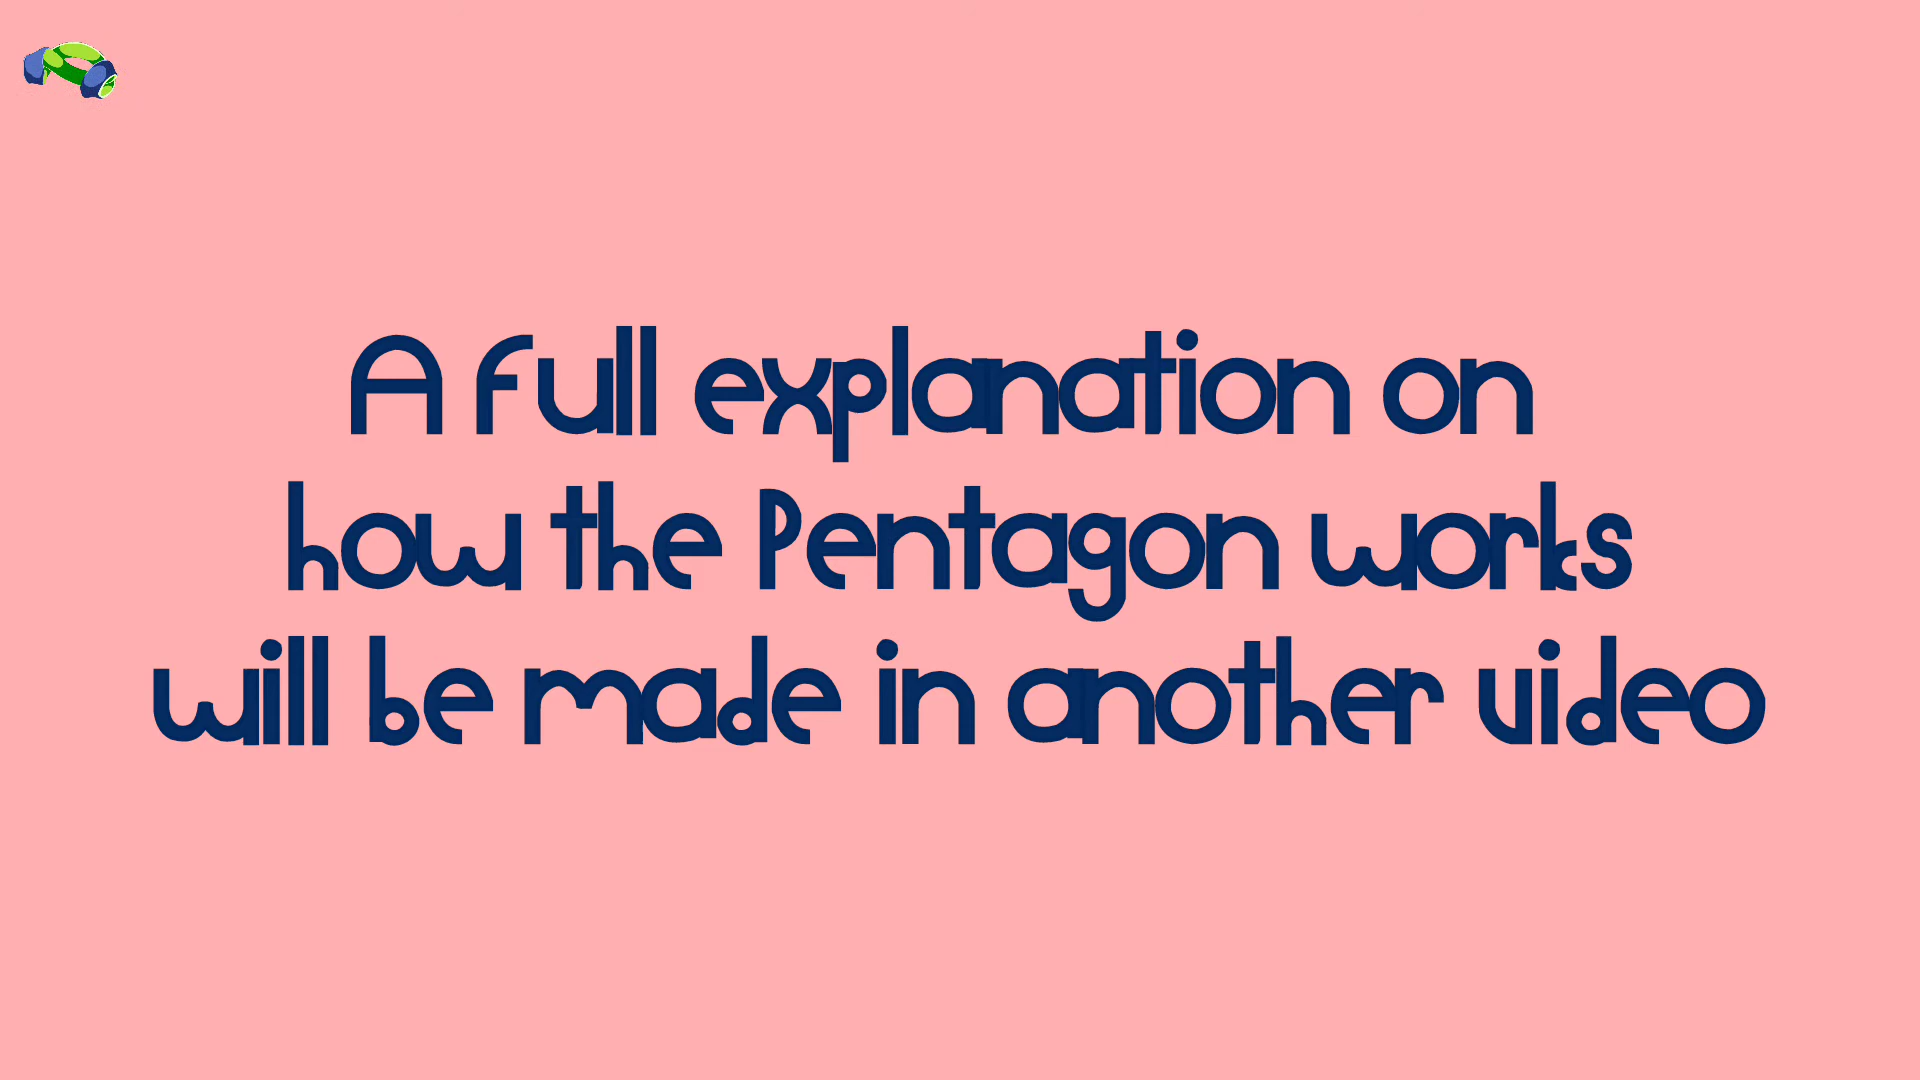 A full explanation on
how the Pentagon works
will be made in another video